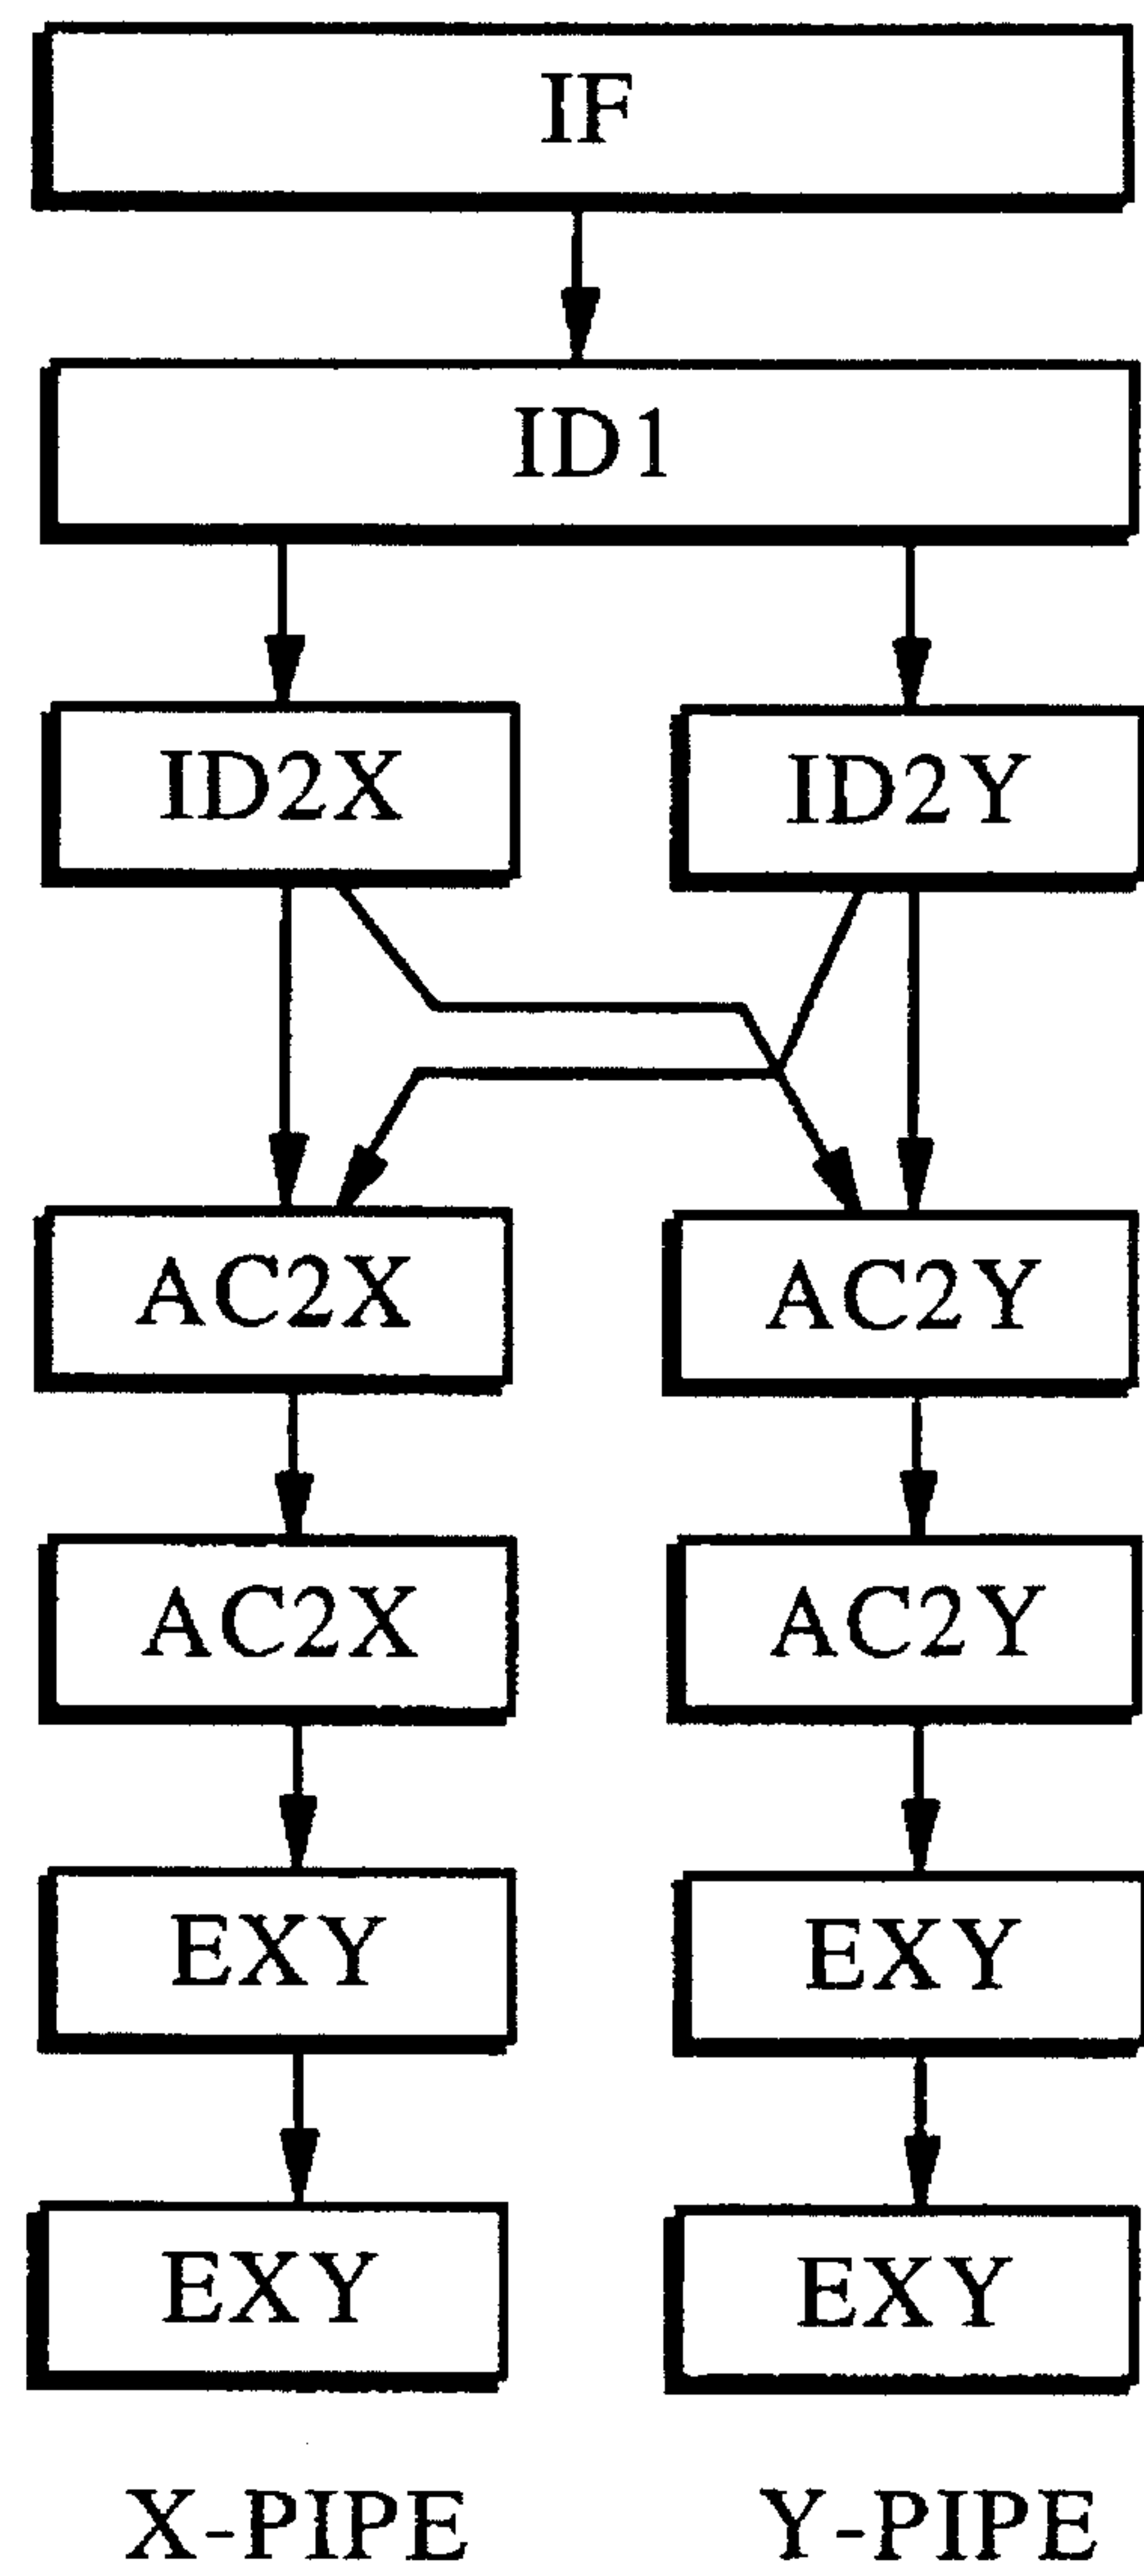 IF
ID1
ID2X ID2Y
AC2X AC2Y
AC2X AC2Y
EXY EXY
EXY EXY
X-PIPE Y-PIPE